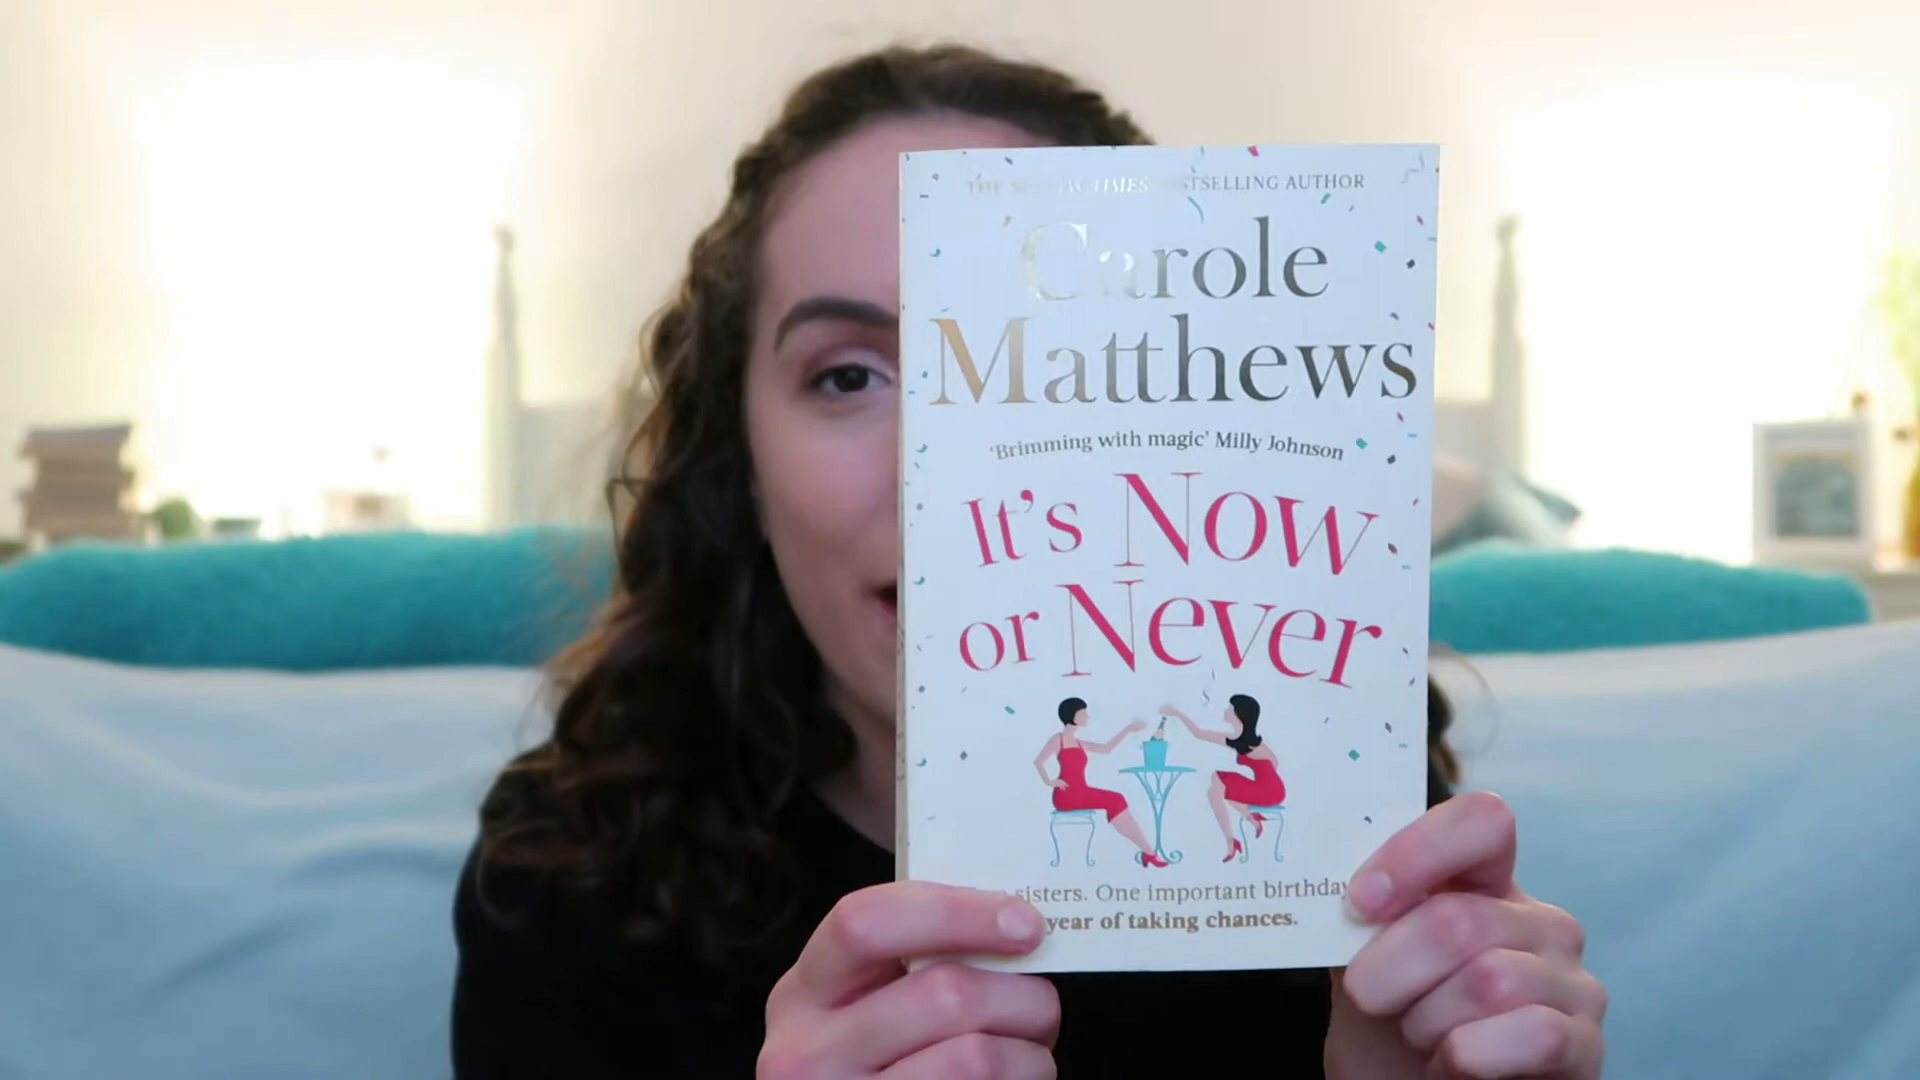 THE SUNDAY TIMES BESTSELLING AUTHOR
Carole
Matthews
‘Brimming with magic’ Milly Johnson
It’s Now
or Never
sisters. One important birthday
year of taking chances.